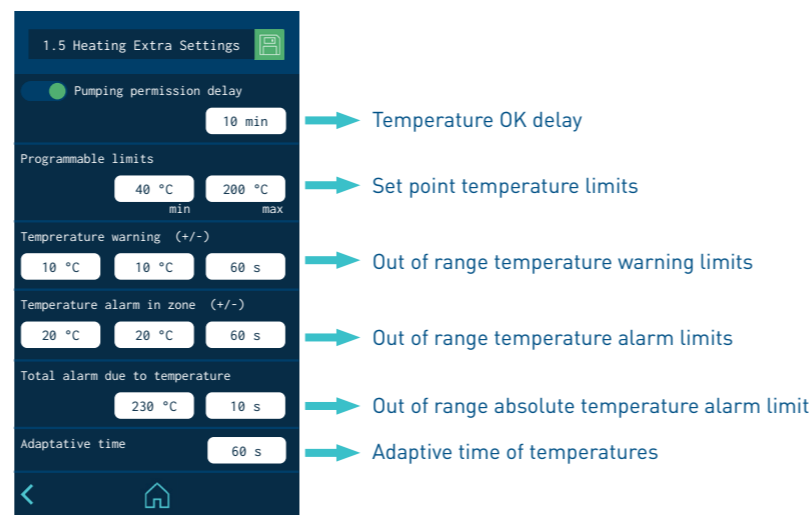 1.5 Heating Extra Settings
Pumping permission delay
10 min
Temperature OK delay
Programmable limits
40 °C 200 °C
min max
Set point temperature limits
Temprerature warning (+/-)
10 °C 10 °C 60 s
Out of range temperature warning limits
Temperature alarm in zone (+/-)
20 °C 20 °C 60 s
Out of range temperature alarm limits
Total alarm due to temperature
230 °C 10 s
Out of range absolute temperature alarm limit
Adaptative time
60 s
Adaptive time of temperatures